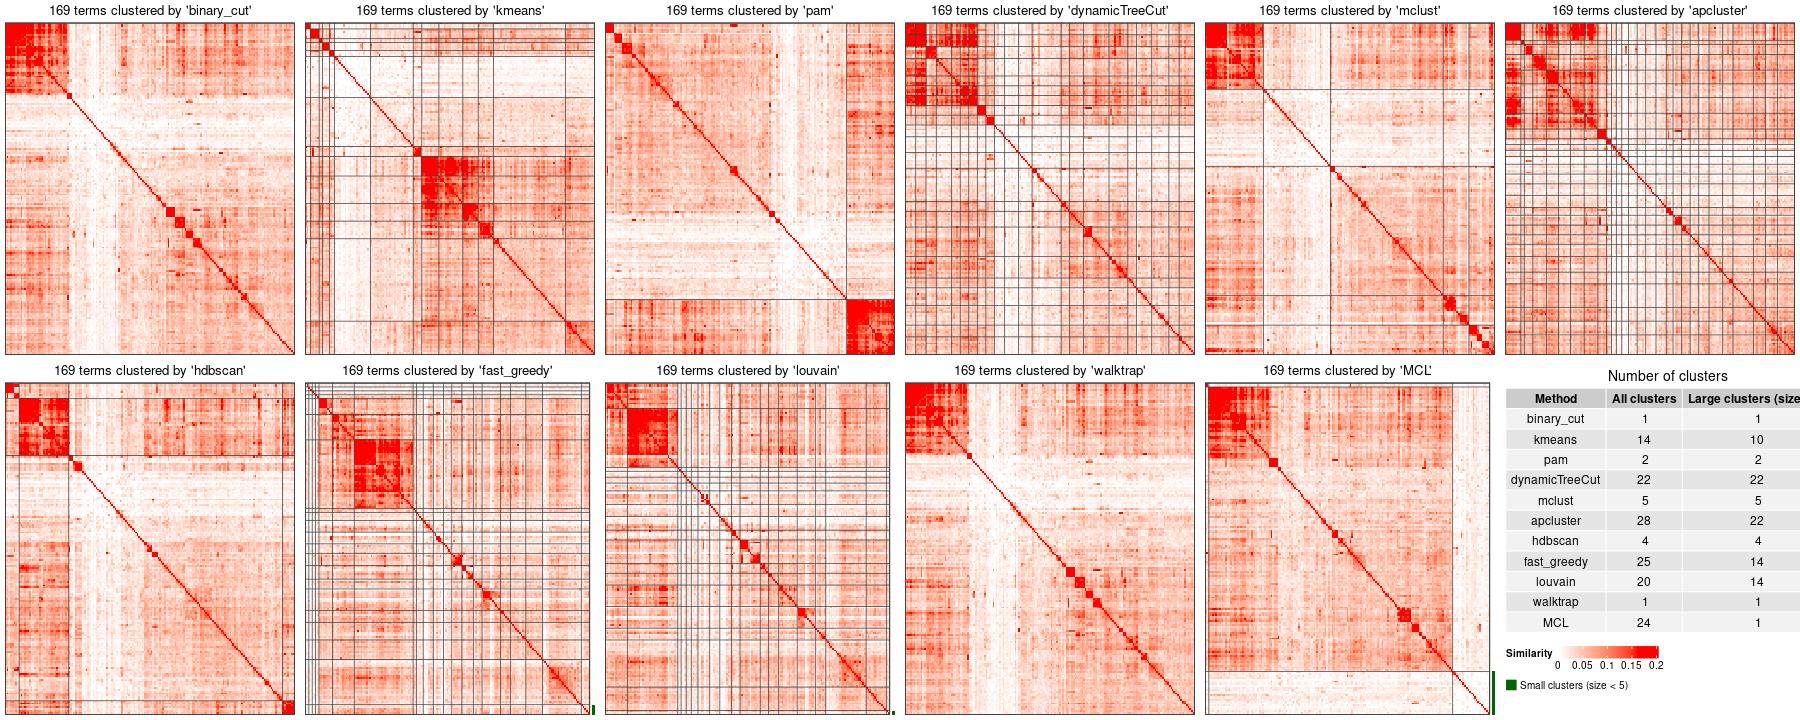 169 terms clustered by 'binary_cut'
169 terms clustered by 'kmeans'
169 terms clustered by 'pam'
169 terms clustered by 'dynamicTreeCut'
169 terms clustered by 'mclust'
169 terms clustered by 'apcluster'
169 terms clustered by 'hdbscan'
169 terms clustered by 'fast_greedy'
169 terms clustered by 'louvain'
169 terms clustered by 'walktrap'
169 terms clustered by 'MCL'
Number of clusters
Method All clusters Large clusters (size
binary_cut 1 1
kmeans 14 10
pam 2 2
dynamicTreeCut 22 22
mclust 5 5
apcluster 28 22
hdbscan 4 4
fast_greedy 25 14
louvain 20 14
walktrap 1 1
MCL 24 1
Similarity
0 0.05 0.1 0.15 0.2
Small clusters (size < 5)